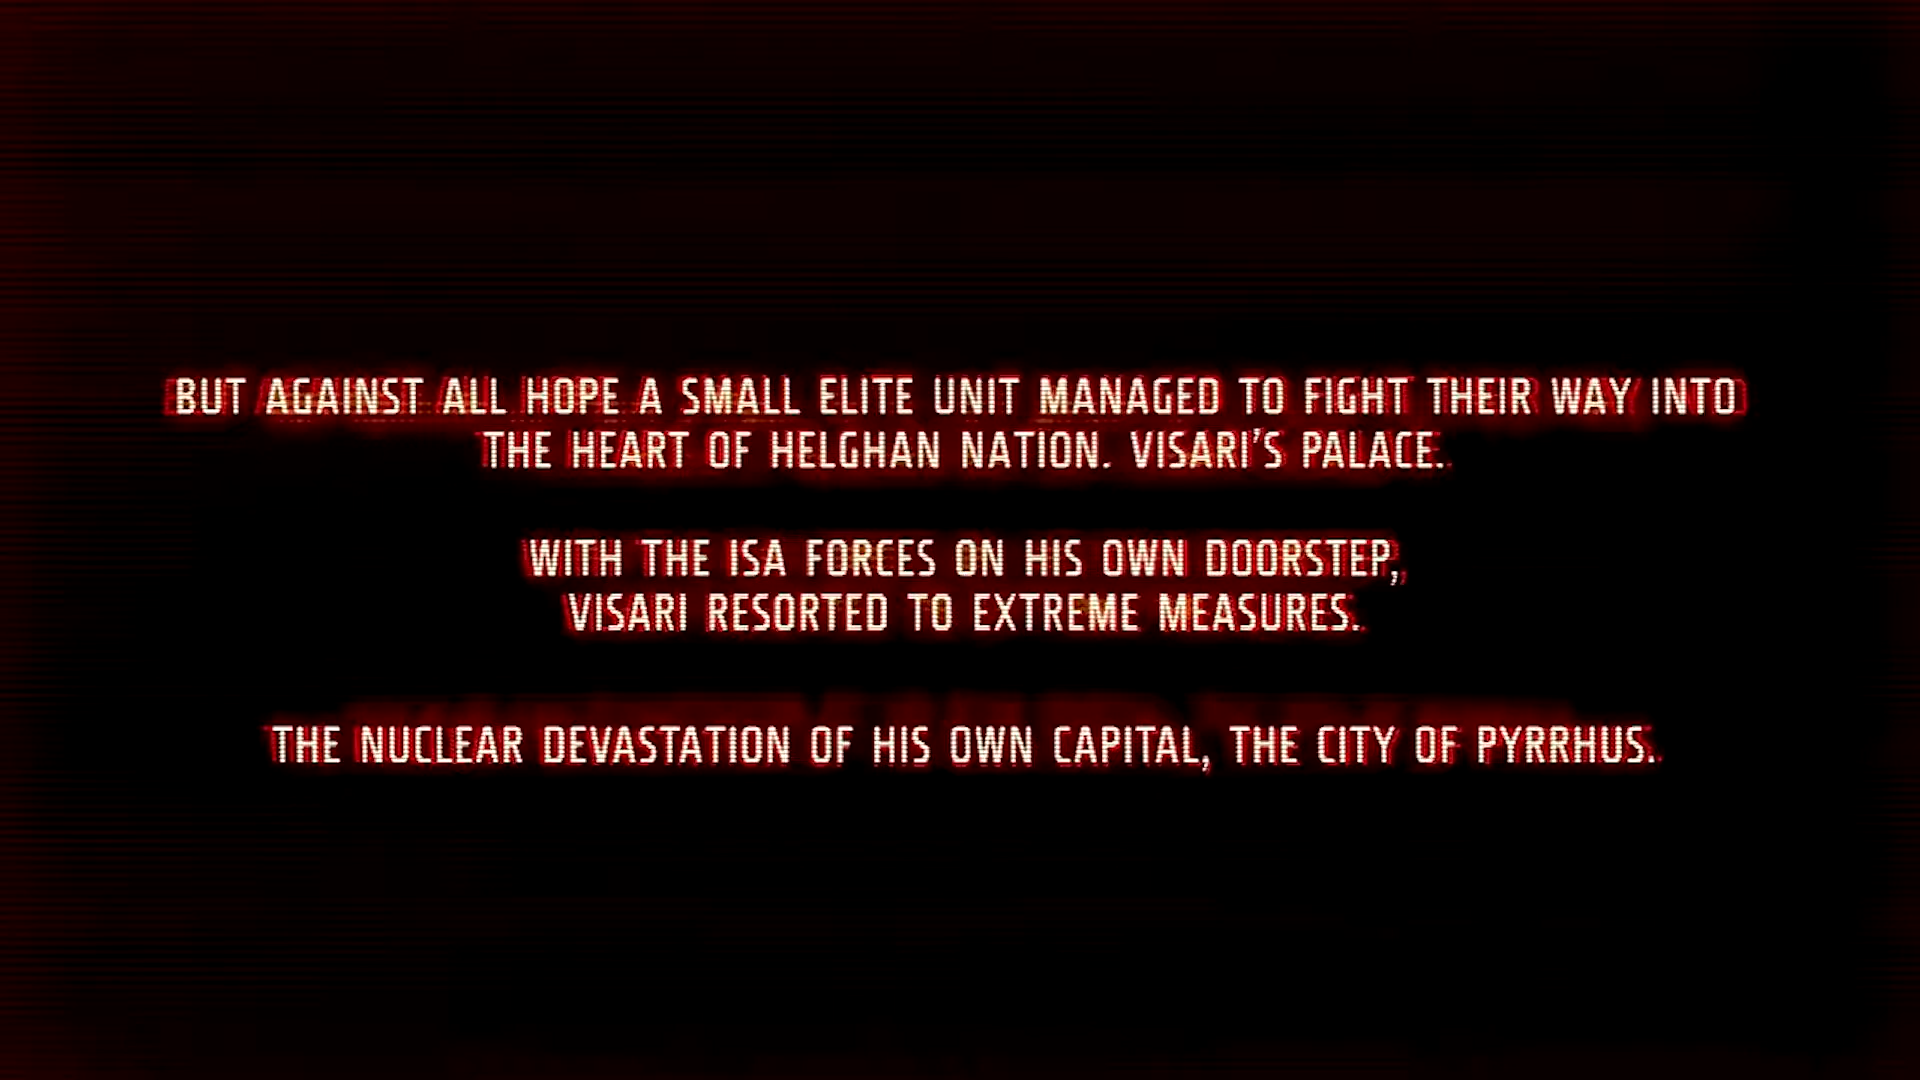 BUT AGAINST ALL HOPE A SMALL ELITE UNIT MANAGED TO FIGHT THEIR WAY INTO
THE HEART OF HELGHAN NATION. VISARI'S PALACE.
WITH THE ISA FORCES ON HIS OWN DOORSTEP,
VISARI RESORTED TO EXTREME MEASURES.
THE NUCLEAR DEVASTATION OF HIS OWN CAPITAL, THE CITY OF PYRRHUS.